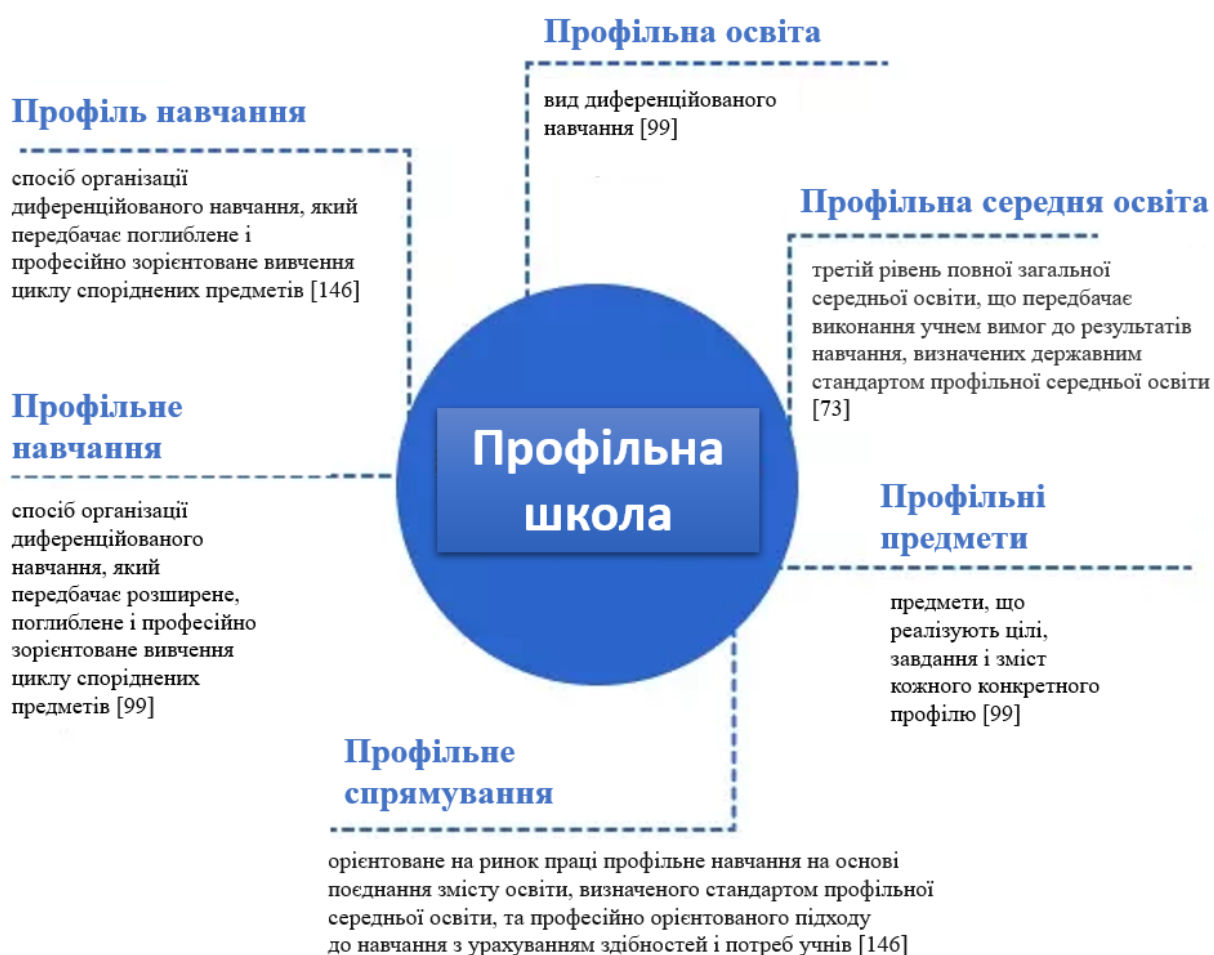 Профільна освіта
вид диференційованого
навчання [99]
Профіль навчання
спосіб організації
диференційованого навчання, який
передбачає поглиблене і
професійно зорієнтоване вивчення
циклу споріднених предметів [146]
Профільна середня освіта
третій рівень повної загальної
середньої освіти, що передбачає
виконання учнем вимог до результатів
навчання, визначених державним
стандартом профільної середньої освіти
[73]
Профільне
навчання
спосіб організації
диференційованого
навчання, який
передбачає розширене,
поглиблене і професійно
зорієнтоване вивчення
циклу споріднених
предметів [99]
Профільна
школа
Профільні
предмети
предмети, що
реалізують цілі,
завдання і зміст
кожного конкретного
профілю [99]
Профільне
спрямування
орієнтоване на ринок праці профільне навчання на основі
поєднання змісту освіти, визначеного стандартом профільної
середньої освіти, та професійно орієнтованого підходу
до навчання з урахуванням здібностей і потреб учнів [146]